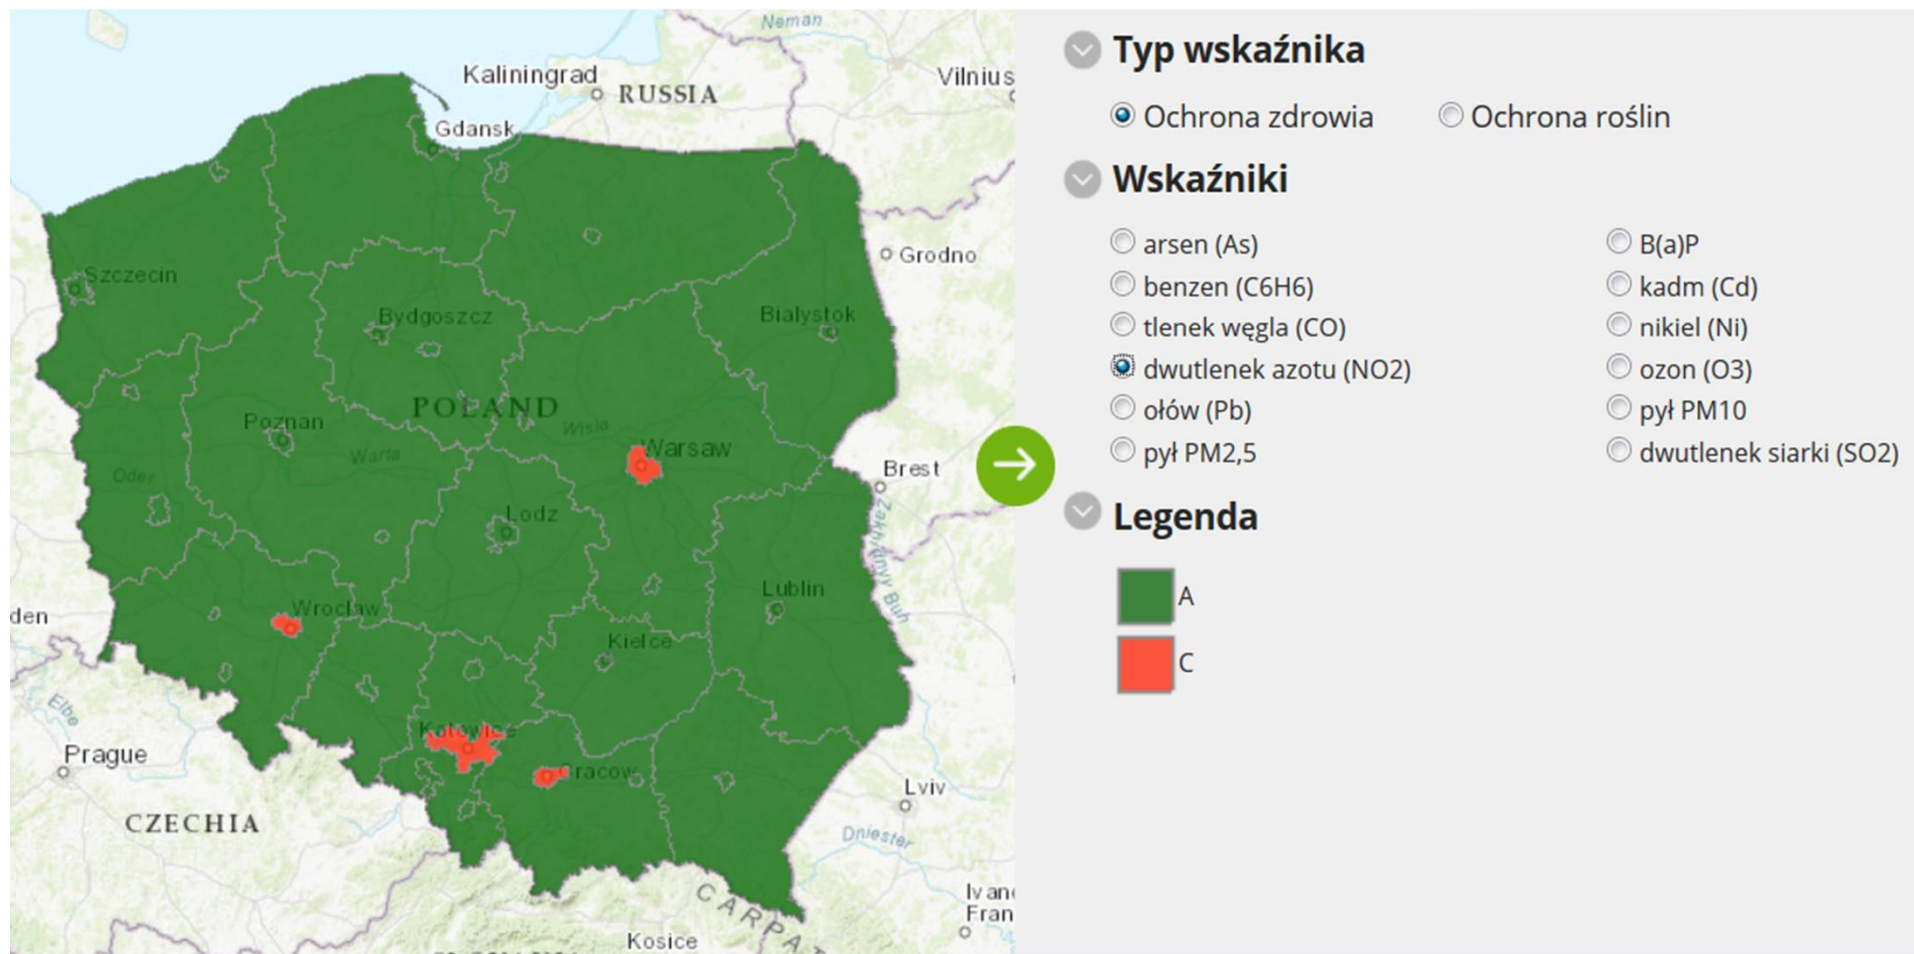 Neman
Kaliningrad
RUSSIA
Vilnius
Gdansk
Grodno
Szczecin
Bydgoszcz
Bialystok
POLAND
Poznan
Wisla
Warsaw
Warta
Oder
Brest
Lodz
Lublin
Wroclaw
den
Kielce
Elbe
Katowice
Cracow
Prague
Lviv
CZECHIA
Dniester
Kosice
Typ wskaźnika
Ochrona zdrowia
Ochrona roślin
Wskaźniki
arsen (As)
B(a)P
benzen (C6H6)
kadm (Cd)
tlenek węgla (CO)
nikiel (Ni)
dwutlenek azotu (NO2)
ozon (O3)
ołów (Pb)
pył PM10
pył PM2,5
dwutlenek siarki (SO2)
Legenda
A
C